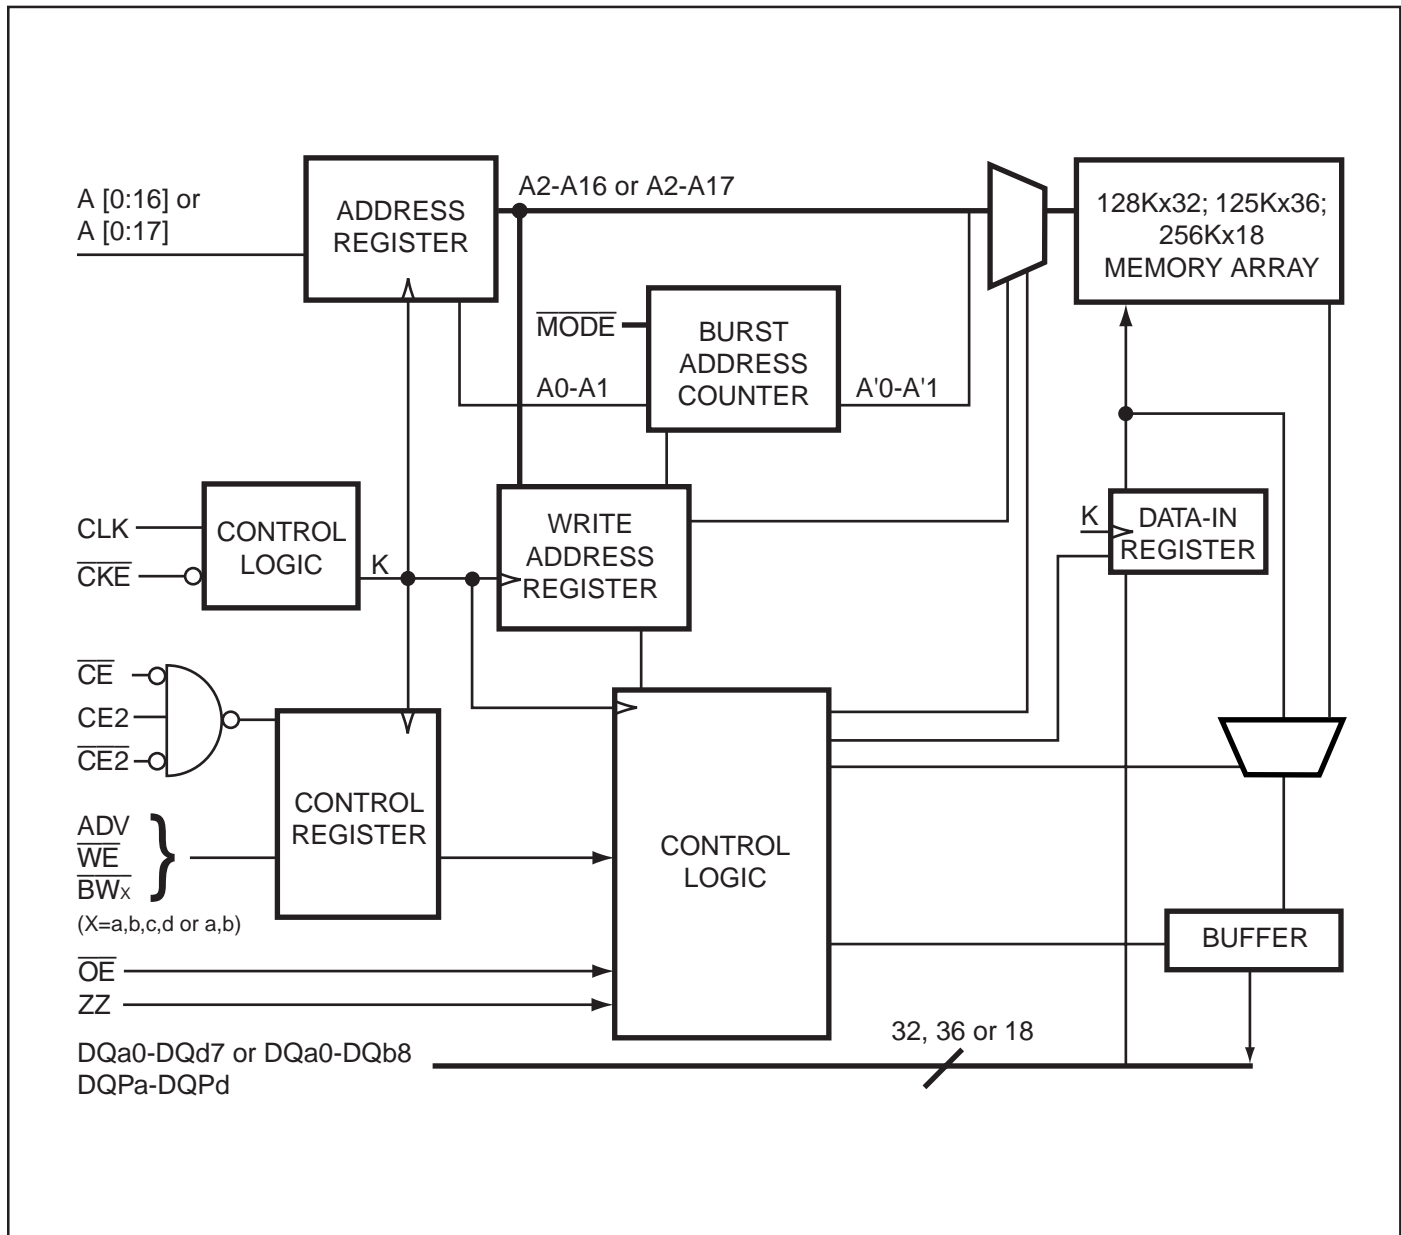 A [0:16] or
A [0:17]
ADDRESS
REGISTER
A2-A16 or A2-A17
128Kx32; 125Kx36;
256Kx18
MEMORY ARRAY
MODE
BURST
ADDRESS
COUNTER
A0-A1
A'0-A'1
CLK
CKE
CONTROL
LOGIC
K
WRITE
ADDRESS
REGISTER
K
DATA-IN
REGISTER
CE
CE2
CE2
ADV
WE
BWX
(X=a,b,c,d or a,b)
CONTROL
REGISTER
CONTROL
LOGIC
BUFFER
OE
ZZ
32, 36 or 18
DQa0-DQd7 or DQa0-DQb8
DQPa-DQPd